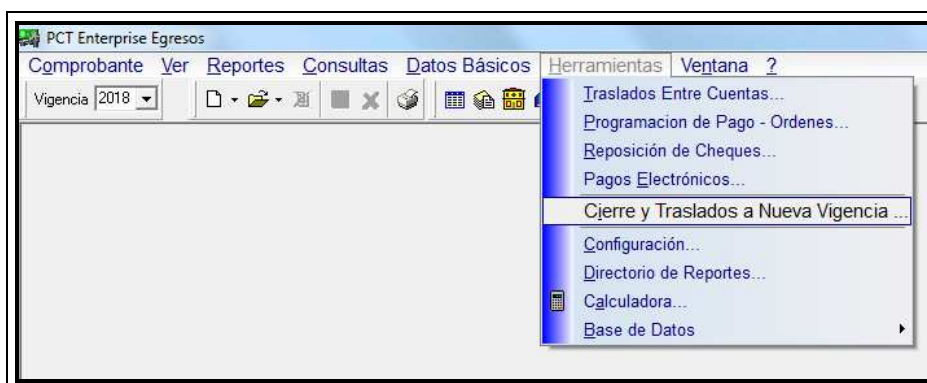 PCT Enterprise Egresos
Comprobante Ver Reportes Consultas Datos Básicos Herramientas Ventana ?
Vigencia 2018
Traslados Entre Cuentas...
Programacion de Pago - Ordenes...
Reposición de Cheques...
Pagos Electrónicos...
Cierre y Traslados a Nueva Vigencia ...
Configuración...
Directorio de Reportes...
Calculadora...
Base de Datos